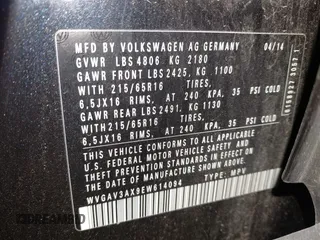 MFD BY VOLKSWAGEN AG GERMANY 04/14
GVWR LBS 4806 KG 2180
GAWR FRONT LBS 2425, KG 1100
WITH 215/65R16 TIRES,
6,5JX16 RIMS, AT 240 KPA, 35 PSI COLD
GAWR REAR LBS 2491, KG 1130
WITH 215/65R16 TIRES,
6,5JX16 RIMS, AT 240 KPA, 35 PSI COLD
THIS VEHICLE CONFORMS TO ALL APPLICABLE
FEDERAL MOTOR VEHICLE SAFETY AND
THEFT PREVENTION STANDARDS IN EFFECT
ON THE DATE OF MANUFACTURE SHOWN ABOVE
WVGAV3AX9EW614094 TYPE: MPV
DREAMBID